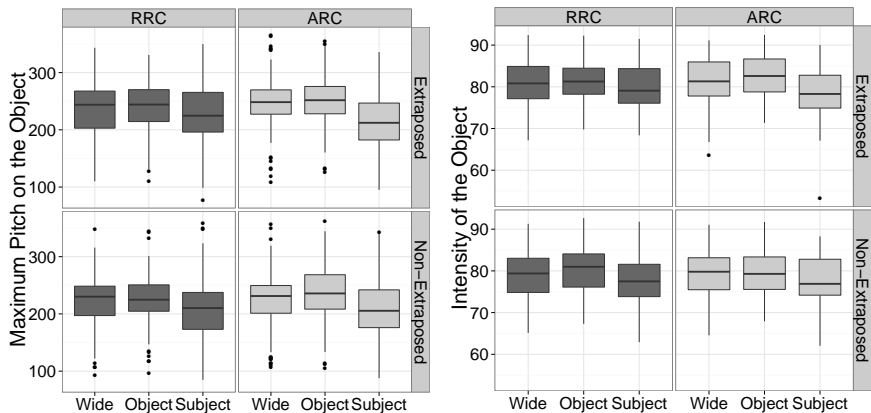 RRC ARC
Maximum Pitch on the Object
300
200
100
Extraposed
300
200
100
Non-Extraposed
Wide Object Subject Wide Object Subject
RRC ARC
Intensity of the Object
90
80
70
60
Extraposed
90
80
70
60
Non-Extraposed
Wide Object Subject Wide Object Subject